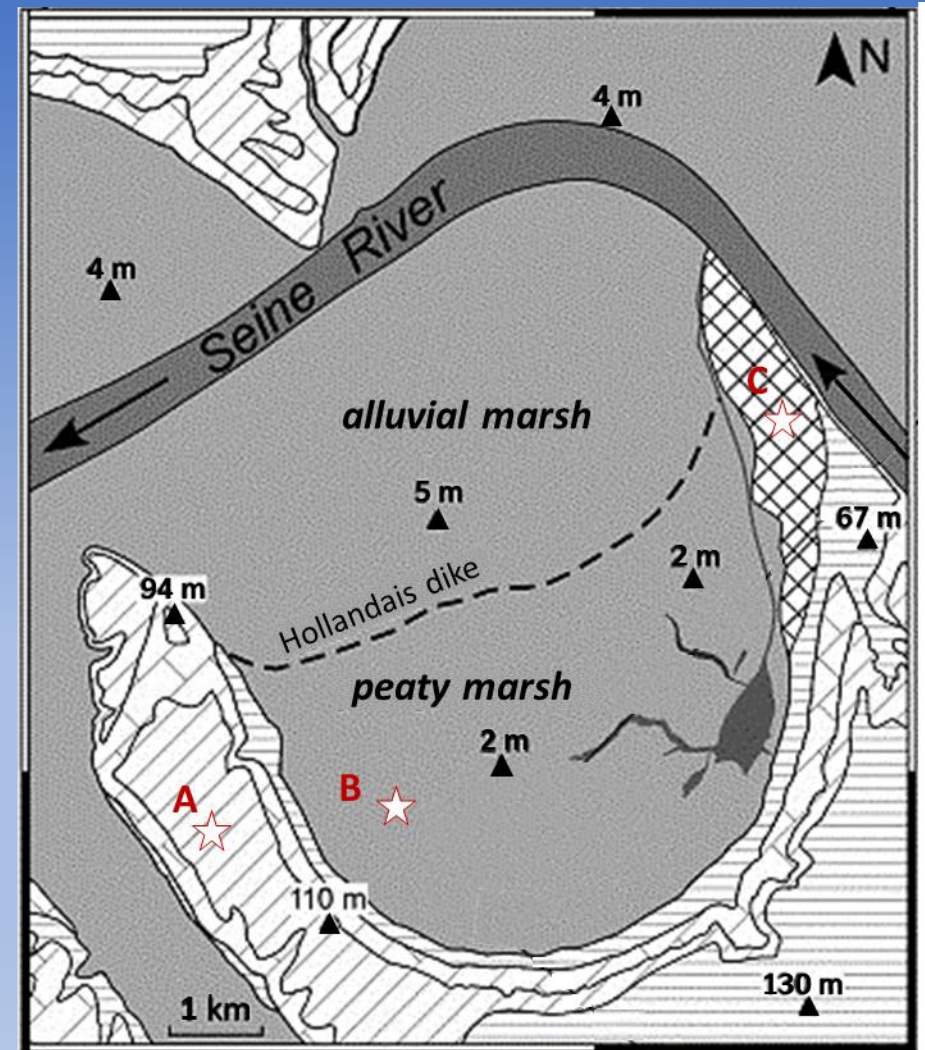 N
4 m
4 m
Seine River
C
alluvial marsh
5 m
67 m
2 m
94 m
Hollandais dike
peaty marsh
2 m
B
A
110 m
130 m
1 km